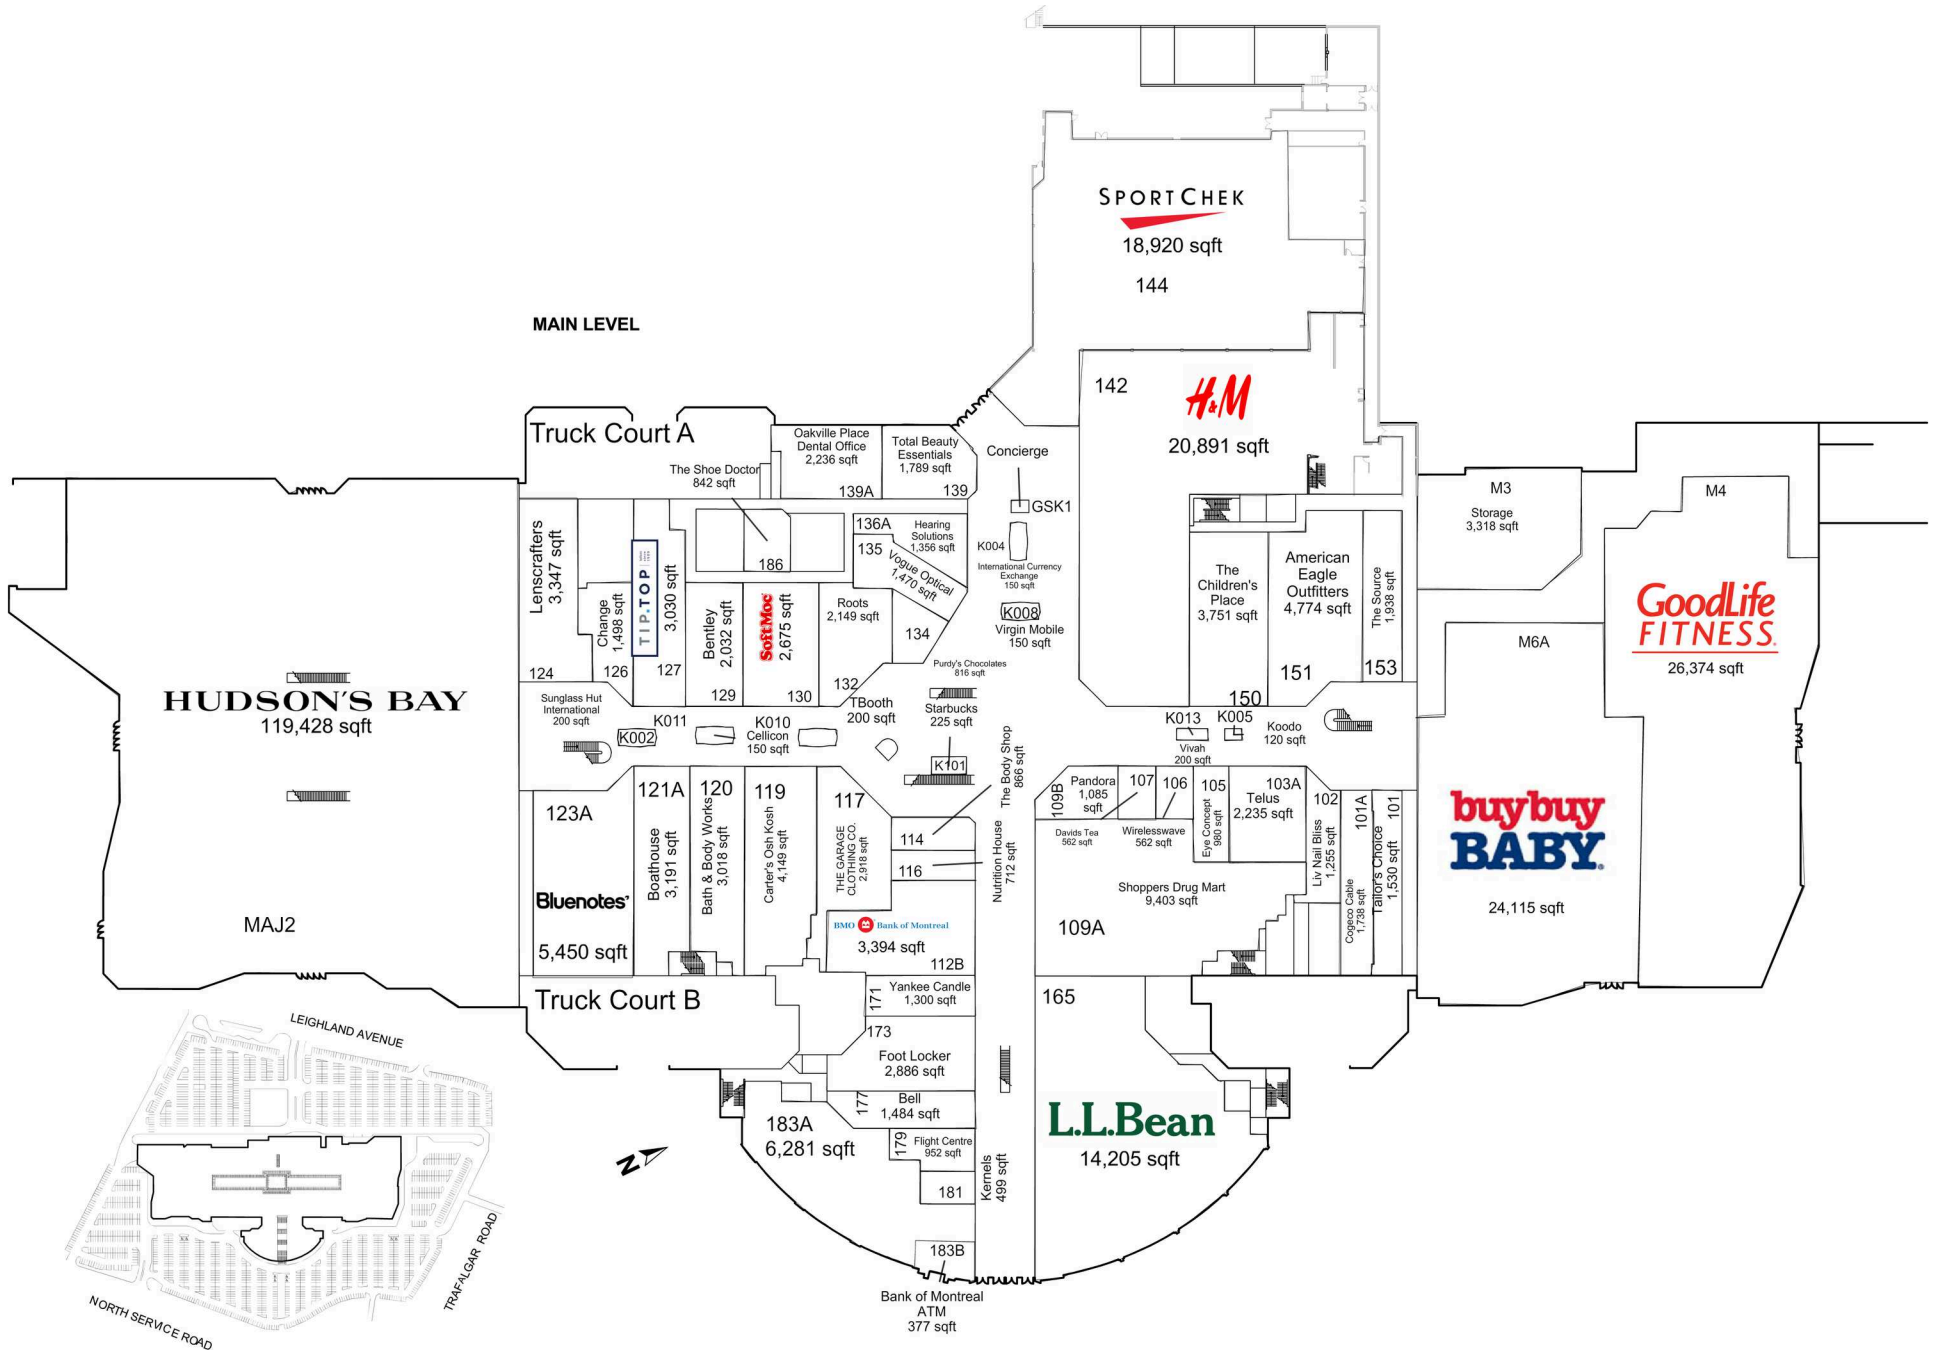 SPORTCHEK
18,920 sqft
144
MAIN LEVEL
142
H&M
20,891 sqft
Truck Court A
Oakville Place
Dental Office
2,236 sqft
139A
Total Beauty
Essentials
1,789 sqft
139
The Shoe Doctor
842 sqft
186
Concierge
GSK1
K004
International Currency
Exchange
150 sqft
K008
Virgin Mobile
150 sqft
136A
Hearing
Solutions
1,356 sqft
135
Vogue Optical
1,470 sqft
134
Purdy's Chocolates
816 sqft
Lenscrafters
3,347 sqft
124
Change
1,498 sqft
126
TIP.TOP
3,030 sqft
127
Bentley
2,032 sqft
129
SoftMoc
2,675 sqft
130
Roots
2,149 sqft
132
The
Children's
Place
3,751 sqft
150
American
Eagle
Outfitters
4,774 sqft
151
The Source
1,938 sqft
153
M3
Storage
3,318 sqft
M4
GoodLife
FITNESS.
26,374 sqft
M6A
buybuy
BABY
24,115 sqft
HUDSON'S BAY
119,428 sqft
MAJ2
Sunglass Hut
International
200 sqft
K002
K011
K010
Cellicon
150 sqft
TBooth
200 sqft
Starbucks
225 sqft
K101
K013
Vivah
200 sqft
K005
Koodo
120 sqft
123A
Bluenotes
5,450 sqft
121A
Boathouse
3,191 sqft
120
Bath & Body Works
3,018 sqft
119
Carter's Osh Kosh
4,149 sqft
117
THE GARAGE
CLOTHING CO.
2,918 sqft
114
The Body Shop
866 sqft
116
Nutrition House
712 sqft
BMO Bank of Montreal
3,394 sqft
112B
109B
Pandora
1,085
sqft
107
Davids Tea
562 sqft
106
Wirelesswave
562 sqft
105
Eye Concept
980 sqft
103A
Telus
2,235 sqft
102
Liv Nail Bliss
1,255 sqft
101A
Cogeco Cable
1,738 sqft
101
Tailor's Choice
1,530 sqft
Shoppers Drug Mart
9,403 sqft
109A
Truck Court B
171
Yankee Candle
1,300 sqft
173
Foot Locker
2,886 sqft
177
Bell
1,484 sqft
179
Flight Centre
952 sqft
181
Kernels
499 sqft
183A
6,281 sqft
183B
Bank of Montreal
ATM
377 sqft
165
L.L.Bean
14,205 sqft
N
LEIGHLAND AVENUE
TRAFALGAR ROAD
NORTH SERVICE ROAD